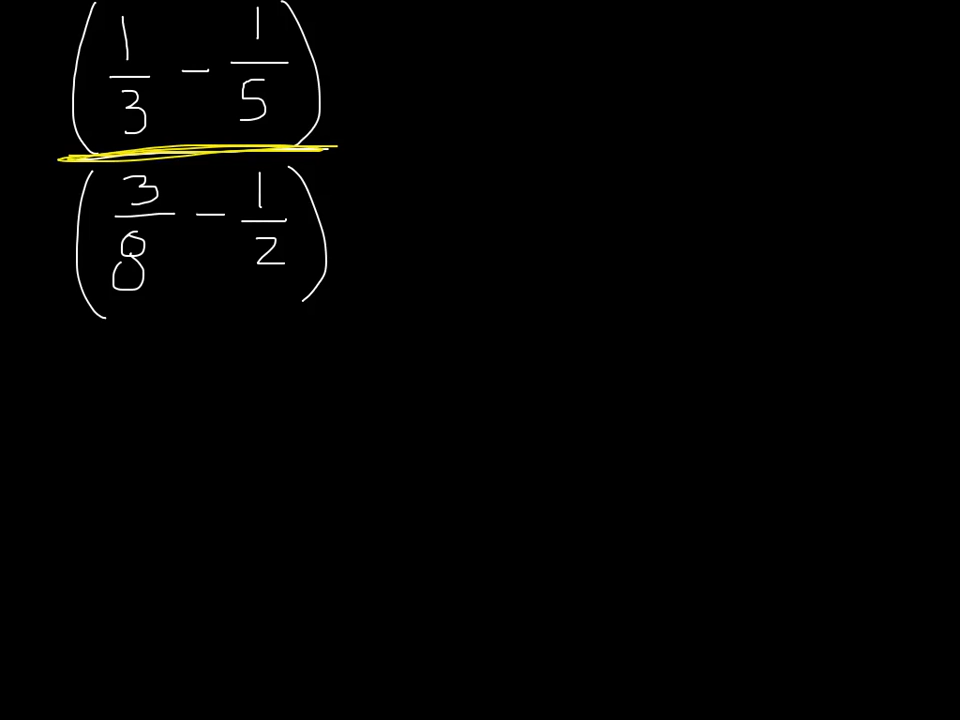 (1/3 - 1/5)
(3/8 - 1/2)